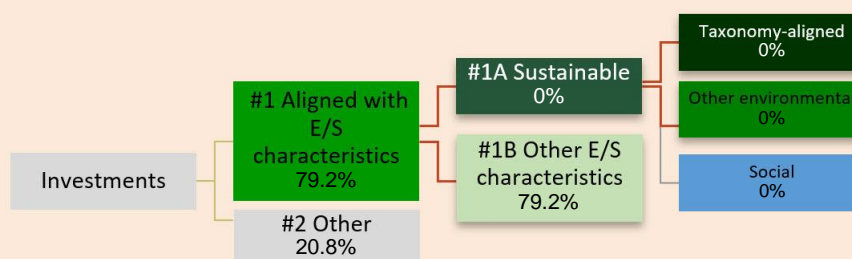 Investments
#1 Aligned with
E/S
characteristics
79.2%
#2 Other
20.8%
#1A Sustainable
0%
#1B Other E/S
characteristics
79.2%
Taxonomy-aligned
0%
Other environmenta
0%
Social
0%